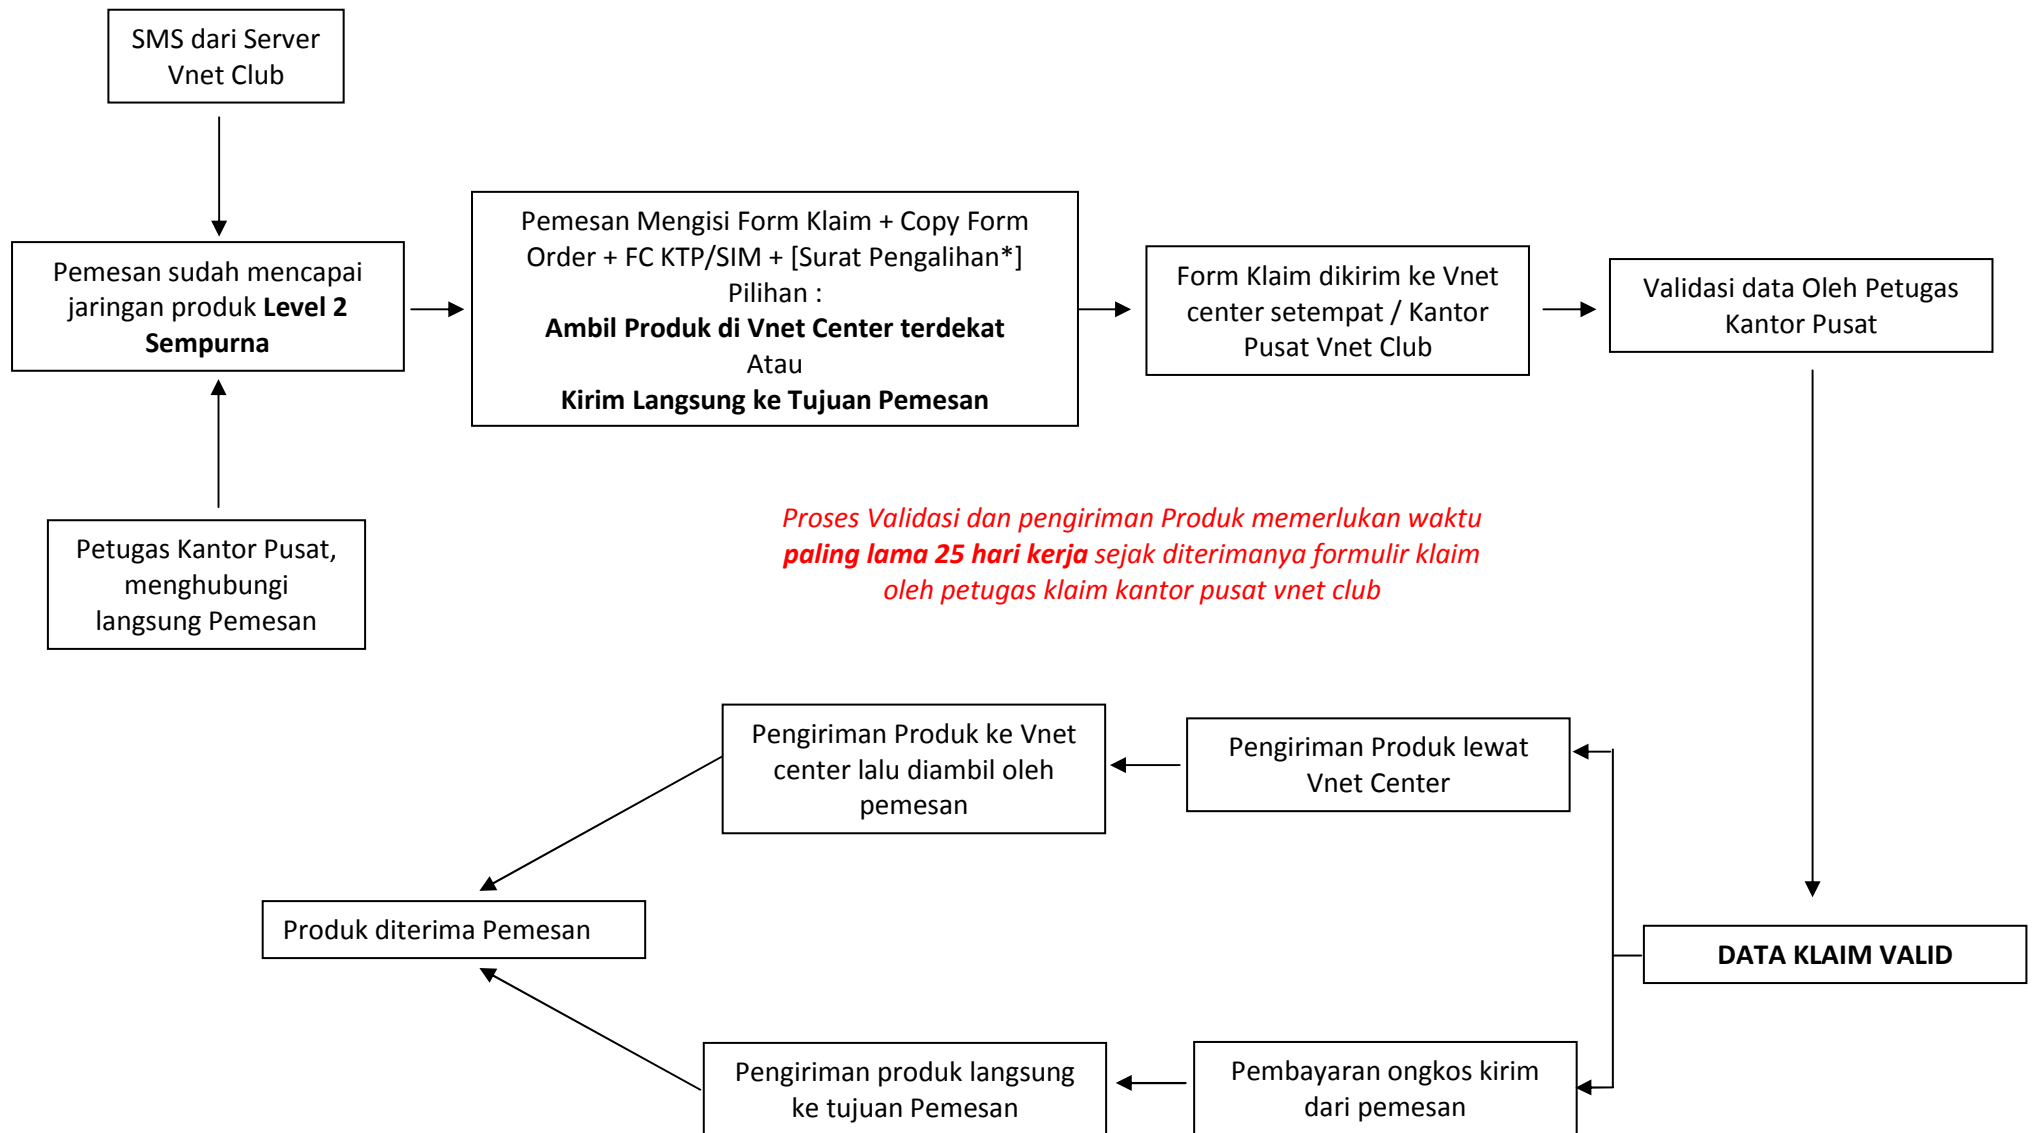 SMS dari Server
Vnet Club
Pemesan sudah mencapai
jaringan produk Level 2
Sempurna
Petugas Kantor Pusat,
menghubungi
langsung Pemesan
Pemesan Mengisi Form Klaim + Copy Form
Order + FC KTP/SIM + [Surat Pengalihan*]
Pilihan :
Ambil Produk di Vnet Center terdekat
Atau
Kirim Langsung ke Tujuan Pemesan
Form Klaim dikirim ke Vnet
center setempat / Kantor
Pusat Vnet Club
Validasi data Oleh Petugas
Kantor Pusat
Proses Validasi dan pengiriman Produk memerlukan waktu
paling lama 25 hari kerja sejak diterimanya formulir klaim
oleh petugas klaim kantor pusat vnet club
DATA KLAIM VALID
Pengiriman Produk lewat
Vnet Center
Pengiriman Produk ke Vnet
center lalu diambil oleh
pemesan
Pembayaran ongkos kirim
dari pemesan
Pengiriman produk langsung
ke tujuan Pemesan
Produk diterima Pemesan